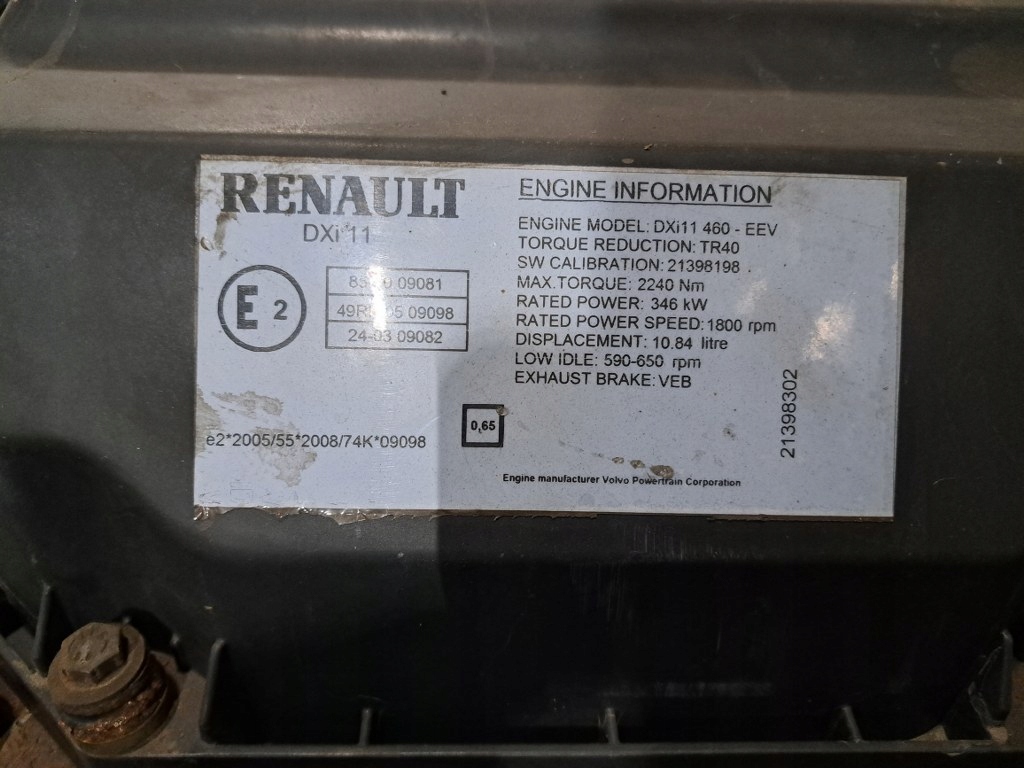 RENAULT
DXi 11
E 2
09081
09098
24-03 09082
e2*2005/55*2008/74K*09098
0,65
ENGINE INFORMATION
ENGINE MODEL: DXi11 460 - EEV
TORQUE REDUCTION: TR40
SW CALIBRATION: 21398198
MAX.TORQUE: 2240 Nm
RATED POWER: 346 kW
RATED POWER SPEED: 1800 rpm
DISPLACEMENT: 10.84 litre
LOW IDLE: 590-650 rpm
EXHAUST BRAKE: VEB
21398302
Engine manufacturer Volvo Powertrain Corporation